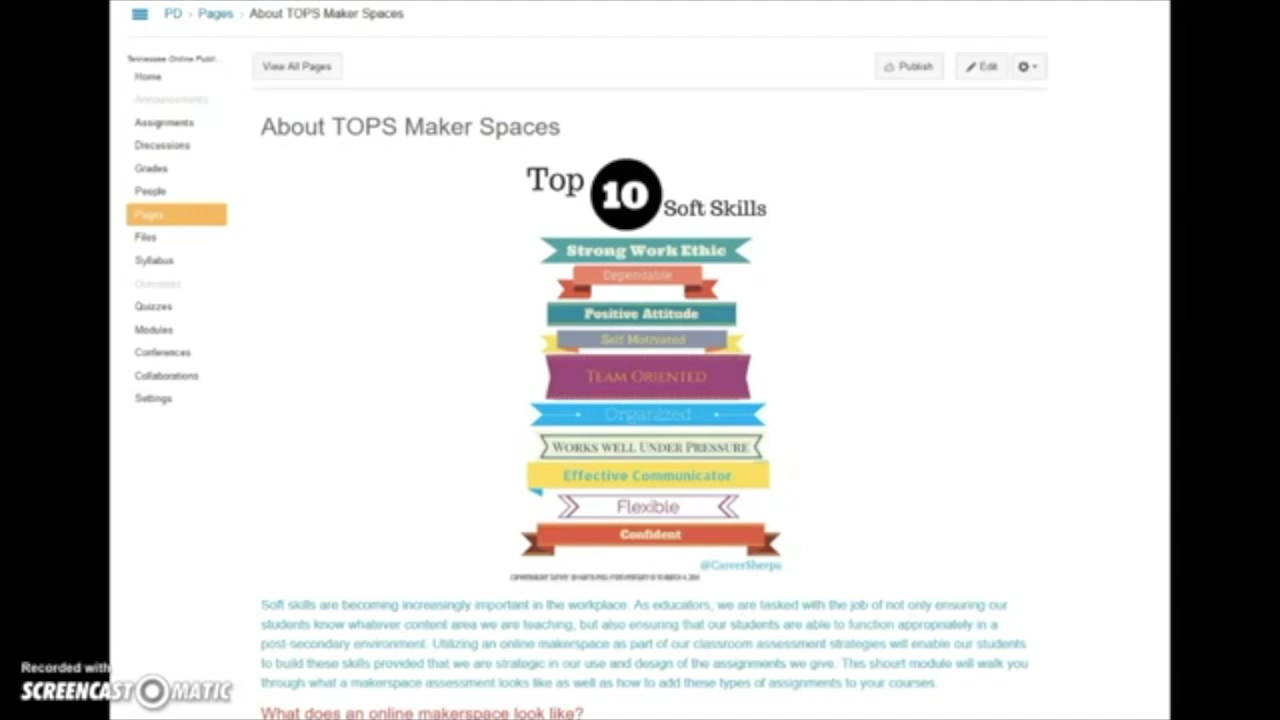 PD › Pages › About TOPS Maker Spaces
Tennessee Online Publi...
Home
Announcements
Assignments
Discussions
Grades
People
Pages
Files
Syllabus
Outcomes
Quizzes
Modules
Conferences
Collaborations
Settings
View All Pages
Publish
Edit
About TOPS Maker Spaces
Top 10 Soft Skills
Strong Work Ethic
Dependable
Positive Attitude
Self Motivated
TEAM ORIENTED
Organized
WORKS WELL UNDER PRESSURE
Effective Communicator
Flexible
Confident
@CareerSherpa
Soft skills are becoming increasingly important in the workplace. As educators, we are tasked with the job of not only ensuring our
students know whatever content area we are teaching, but also ensuring that our students are able to function appropriately in a
post-secondary environment. Utilizing an online makerspace as part of our classroom assessment strategies will enable our students
to build these skills provided that we are strategic in our use and design of the assignments we give. This shourt module will walk you
through what a makerspace assessment looks like as well as how to add these types of assignments to your courses.
What does an online makerspace look like?
Recorded with
SCREENCAST-O-MATIC